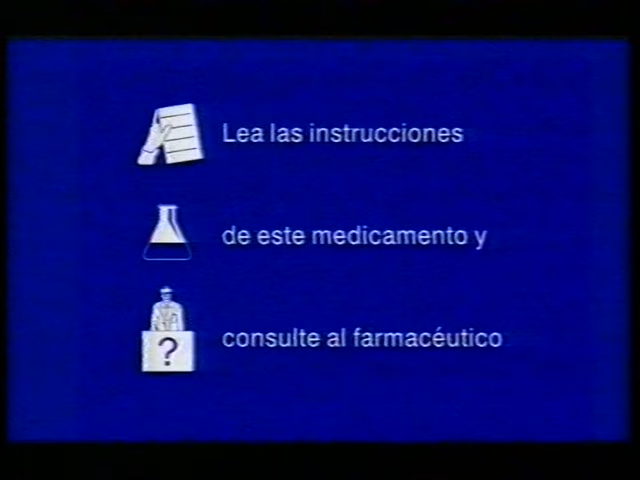 Lea las instrucciones
de este medicamento y
?
consulte al farmacéutico